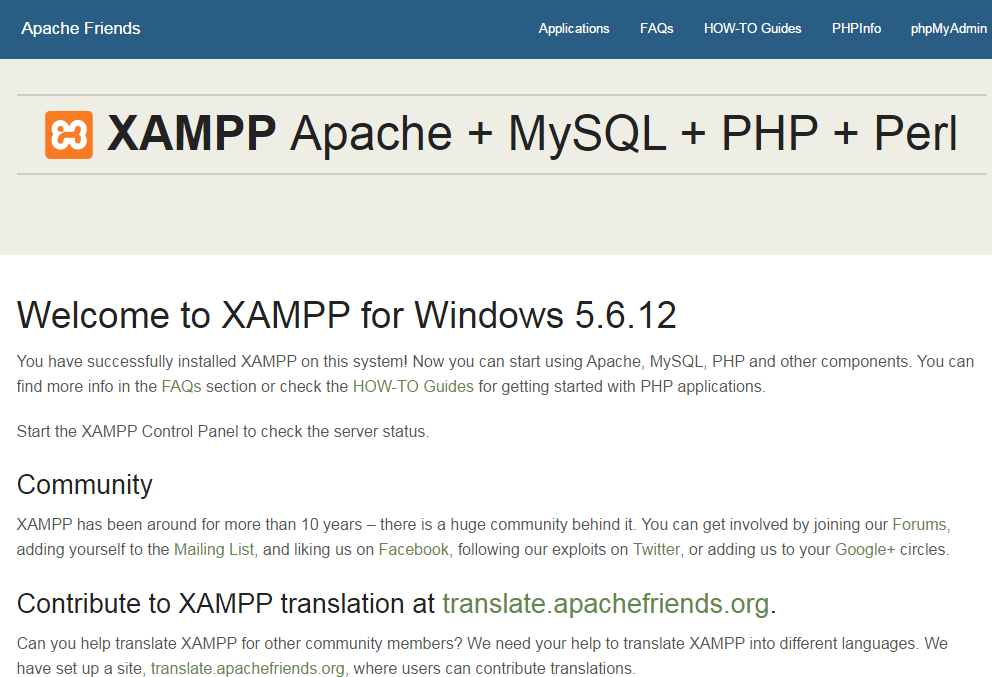 Apache Friends
Applications FAQs HOW-TO Guides PHPInfo phpMyAdmin
XAMPP Apache + MySQL + PHP + Perl
Welcome to XAMPP for Windows 5.6.12
You have successfully installed XAMPP on this system! Now you can start using Apache, MySQL, PHP and other components. You can
find more info in the FAQs section or check the HOW-TO Guides for getting started with PHP applications.
Start the XAMPP Control Panel to check the server status.
Community
XAMPP has been around for more than 10 years – there is a huge community behind it. You can get involved by joining our Forums,
adding yourself to the Mailing List, and liking us on Facebook, following our exploits on Twitter, or adding us to your Google+ circles.
Contribute to XAMPP translation at translate.apachefriends.org.
Can you help translate XAMPP for other community members? We need your help to translate XAMPP into different languages. We
have set up a site, translate.apachefriends.org, where users can contribute translations.